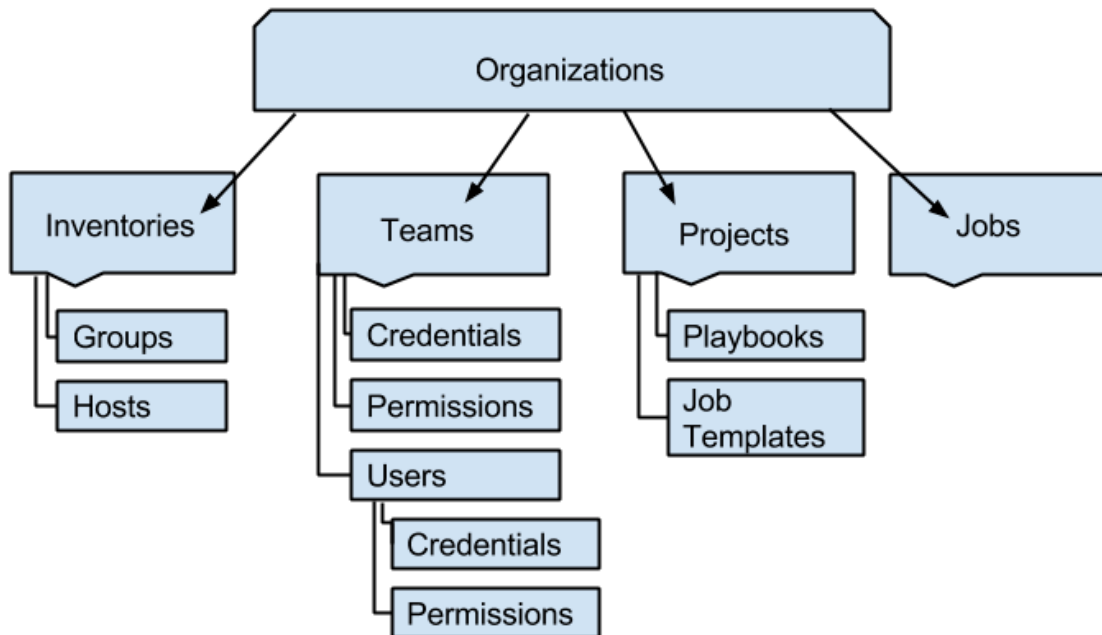 Organizations
Inventories
Teams
Projects
Jobs
Groups
Hosts
Credentials
Permissions
Users
Credentials
Permissions
Playbooks
Job
Templates